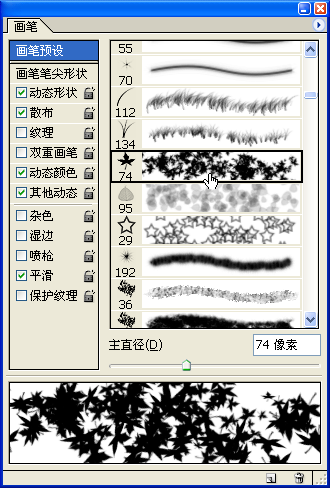 画笔
画笔预设
画笔笔尖形状
动态形状
散布
纹理
双重画笔
动态颜色
其他动态
杂色
湿边
喷枪
平滑
保护纹理
55
70
112
134
74
95
29
192
36
主直径(D)
74 像素